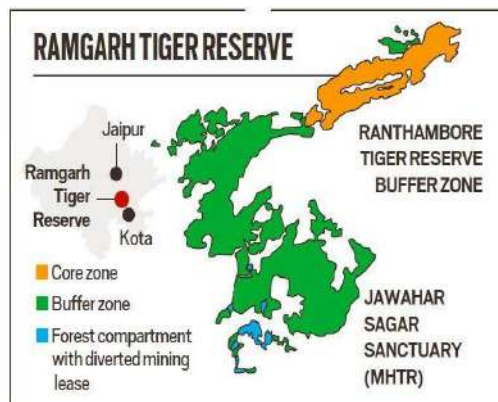 RAMGARH TIGER RESERVE
Jaipur
Ramgarh
Tiger
Reserve
Kota
Core zone
Buffer zone
Forest compartment
with diverted mining
lease
RANTHAMBORE
TIGER RESERVE
BUFFER ZONE
JAWAHAR
SAGAR
SANCTUARY
(MHTR)